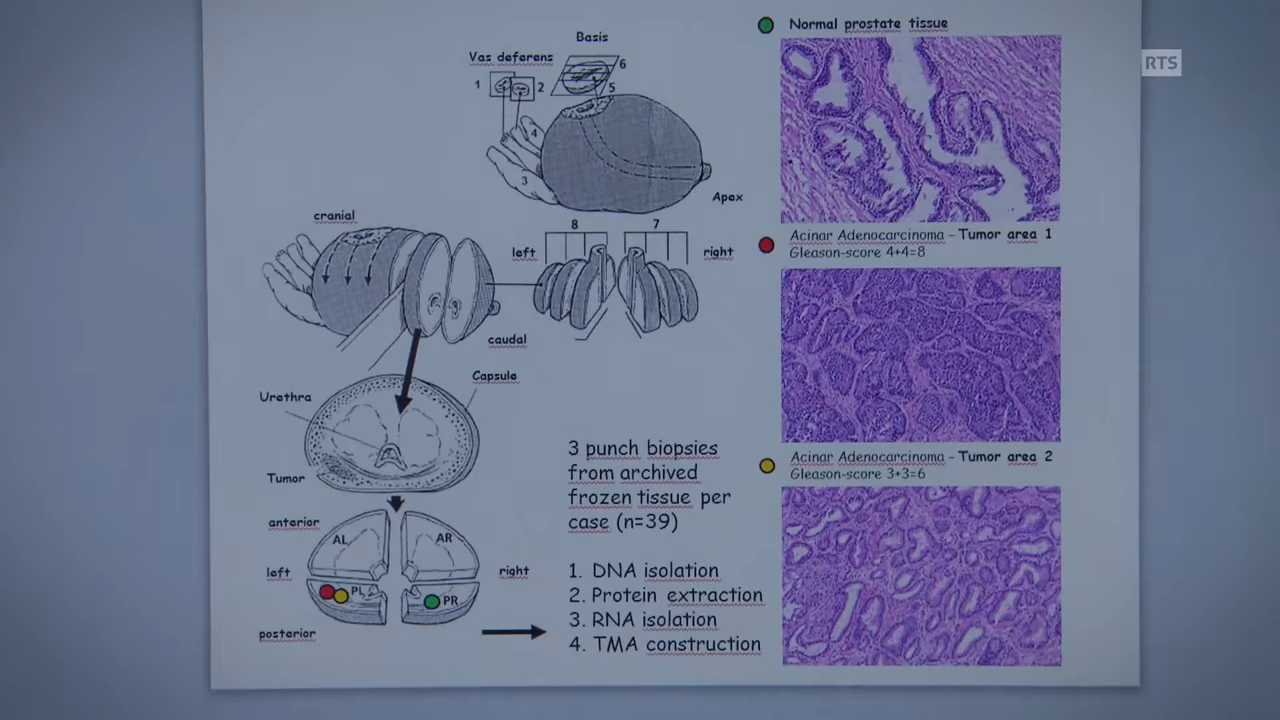 Normal prostate tissue
RTS
Basis
Vas deferens
6
1
2
5
4
3
Apex
cranial
8
7
left
right
Acinar Adenocarcinoma - Tumor area 1
Gleason-score 4+4=8
caudal
Capsule
Urethra
Tumor
3 punch biopsies
from archived
frozen tissue per
case (n=39)
Acinar Adenocarcinoma - Tumor area 2
Gleason-score 3+3=6
anterior
AL
AR
left
right
PL
PR
posterior
1. DNA isolation
2. Protein extraction
3. RNA isolation
4. TMA construction